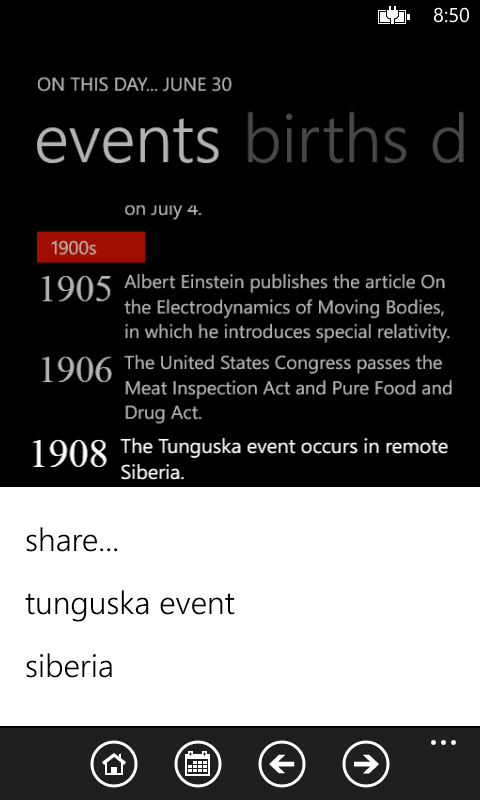 8:50
ON THIS DAY... JUNE 30
events births d
on July 4.
1900s
1905 Albert Einstein publishes the article On
the Electrodynamics of Moving Bodies,
in which he introduces special relativity.
1906 The United States Congress passes the
Meat Inspection Act and Pure Food and
Drug Act.
1908 The Tunguska event occurs in remote
Siberia.
share...
tunguska event
siberia